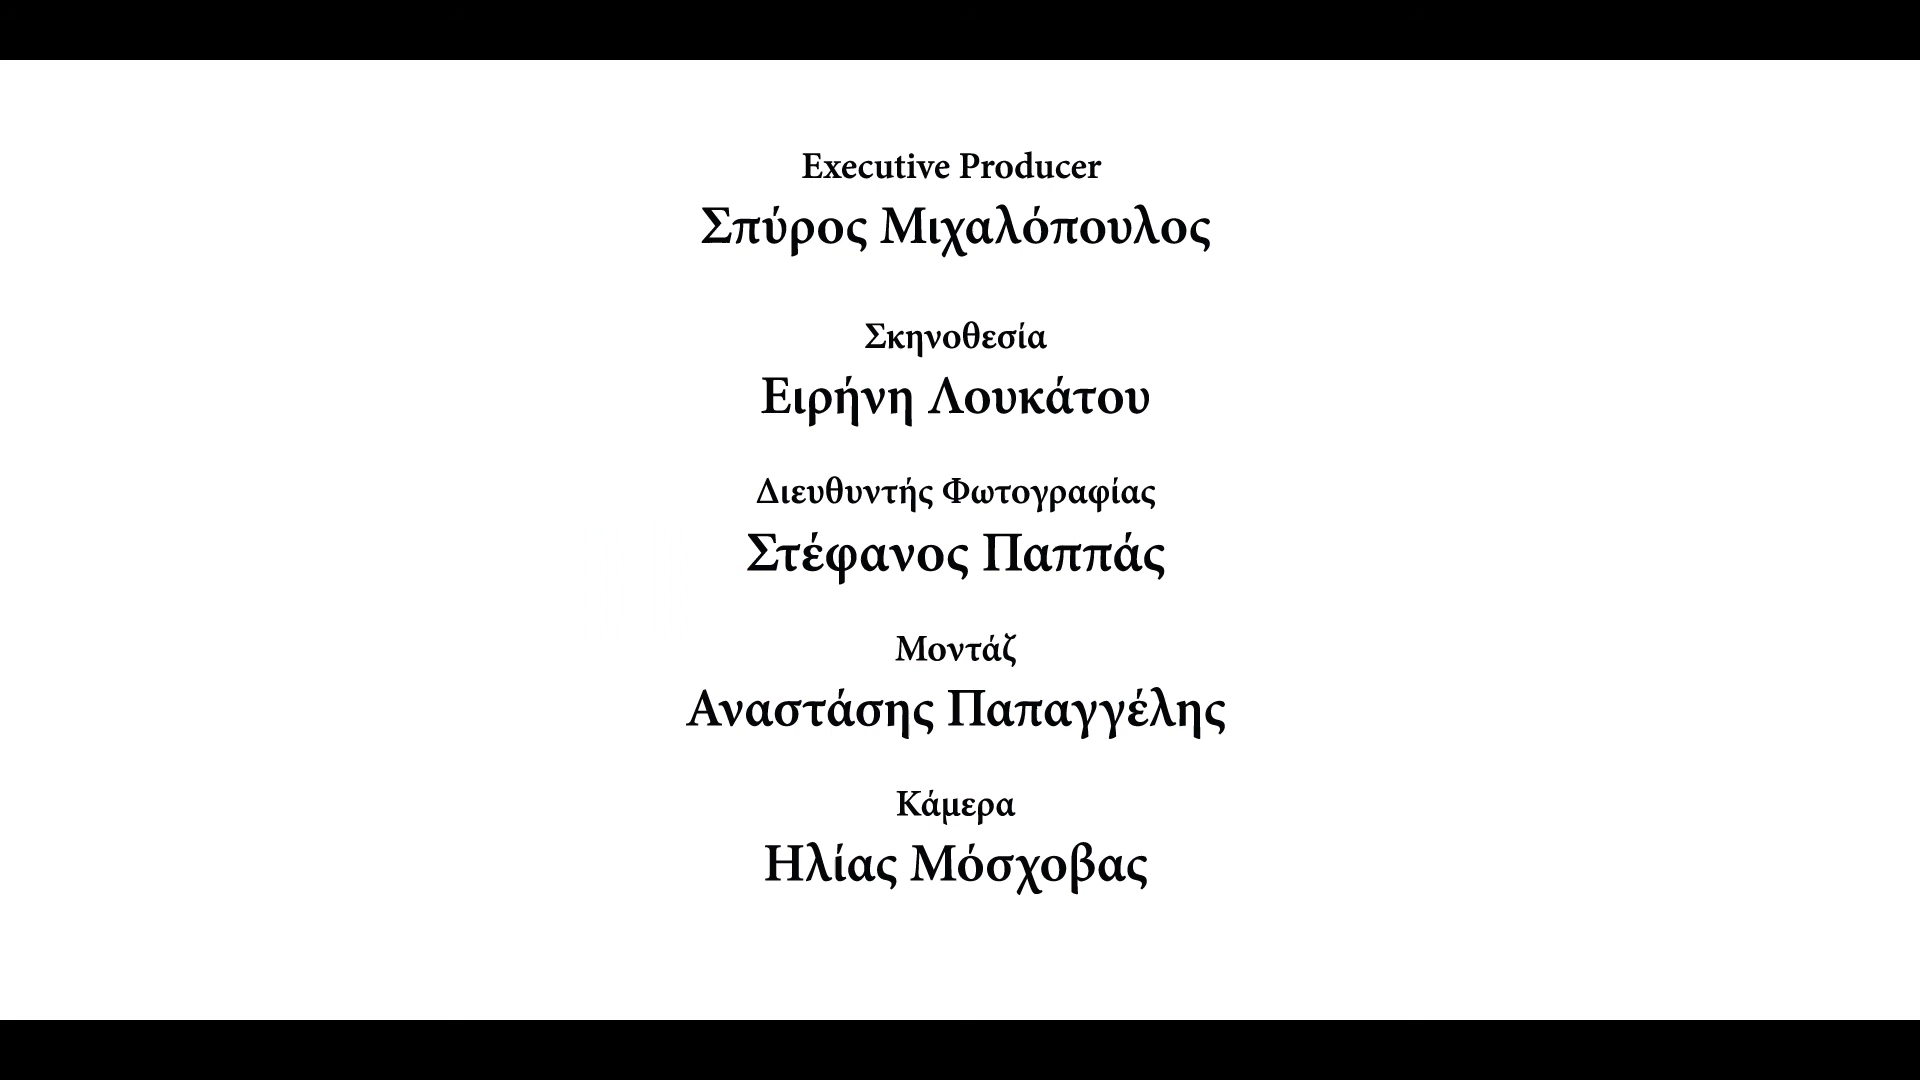 Executive Producer
Σπύρος Μιχαλόπουλος
Σκηνοθεσία
Ειρήνη Λουκάτου
Διευθυντής Φωτογραφίας
Στέφανος Παππάς
Μοντάζ
Αναστάσης Παπαγγέλης
Κάμερα
Ηλίας Μόσχοβας